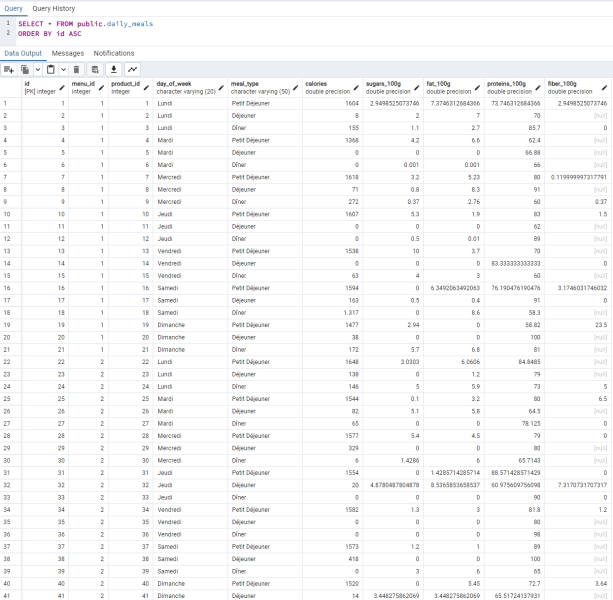 Query Query History
1 SELECT * FROM public.daily_meals
2 ORDER BY id ASC
Data Output Messages Notifications
id menu_id product_id day_of_week meal_type calories sugars_100g fat_100g proteins_100g fiber_100g
[PK] integer integer integer character varying (20) character varying (50) double precision double precision double precision double precision double precision
1 1 1 1 Lundi Petit Déjeuner 1604 2.9498525073746 7.3746312684366 73.746312684366 2.9498525073746
2 2 1 2 Lundi Déjeuner 8 2 7 70 [null]
3 3 1 3 Lundi Dîner 155 1.1 2.7 85.7 0
4 4 1 4 Mardi Petit Déjeuner 1368 4.2 6.6 62.4 [null]
5 5 1 5 Mardi Déjeuner 0 0 0 66.88 [null]
6 6 1 6 Mardi Dîner 0 0.001 0.001 66 [null]
7 7 1 7 Mercredi Petit Déjeuner 1618 3.2 5.23 80 0.119999997317791
8 8 1 8 Mercredi Déjeuner 71 0.8 8.3 91 0
9 9 1 9 Mercredi Dîner 272 0.37 2.76 60 0.37
10 10 1 10 Jeudi Petit Déjeuner 1607 5.3 1.9 83 1.5
11 11 1 11 Jeudi Déjeuner 0 0 0 62 [null]
12 12 1 12 Jeudi Dîner 0 0.5 0.01 89 [null]
13 13 1 13 Vendredi Petit Déjeuner 1538 10 3.7 70 [null]
14 14 1 14 Vendredi Déjeuner 0 0 0 83.333333333333 0
15 15 1 15 Vendredi Dîner 63 4 3 60 [null]
16 16 1 16 Samedi Petit Déjeuner 1594 0 6.3492063492063 76.190476190476 3.1746031746032
17 17 1 17 Samedi Déjeuner 163 0.5 0.4 91 0
18 18 1 18 Samedi Dîner 1.317 0 8.6 58.3 [null]
19 19 1 19 Dimanche Petit Déjeuner 1477 2.94 0 58.82 23.5
20 20 1 20 Dimanche Déjeuner 38 0 0 100 [null]
21 21 1 21 Dimanche Dîner 172 5.7 6.8 81 [null]
22 22 2 22 Lundi Petit Déjeuner 1648 3.0303 6.0606 84.8485 [null]
23 23 2 23 Lundi Déjeuner 138 0 1.2 79 [null]
24 24 2 24 Lundi Dîner 146 5 5.9 73 5
25 25 2 25 Mardi Petit Déjeuner 1544 0.1 3.2 80 6.5
26 26 2 26 Mardi Déjeuner 82 5.1 5.8 64.5 [null]
27 27 2 27 Mardi Dîner 65 0 0 78.125 [null]
28 28 2 28 Mercredi Petit Déjeuner 1577 5.4 4.5 79 0
29 29 2 29 Mercredi Déjeuner 329 0 0 80 [null]
30 30 2 30 Mercredi Dîner 6 1.4286 6 65.7143 [null]
31 31 2 31 Jeudi Petit Déjeuner 1554 0 1.4285714285714 88.571428571429 0
32 32 2 32 Jeudi Déjeuner 20 4.8780487804878 8.5365853658537 60.975609756098 7.3170731707317
33 33 2 33 Jeudi Dîner 0 0 0 90 0
34 34 2 34 Vendredi Petit Déjeuner 1582 1.3 3 81.8 1.2
35 35 2 35 Vendredi Déjeuner 0 0 0 80 [null]
36 36 2 36 Vendredi Dîner 0 0 0 98 [null]
37 37 2 37 Samedi Petit Déjeuner 1573 1.2 1 89 [null]
38 38 2 38 Samedi Déjeuner 418 0 0 100 [null]
39 39 2 39 Samedi Dîner 0 3 6 65 [null]
40 40 2 40 Dimanche Petit Déjeuner 1520 0 5.45 72.7 3.64
41 41 2 41 Dimanche Déjeuner 14 3.448275862069 3.448275862069 65.51724137931 [null]